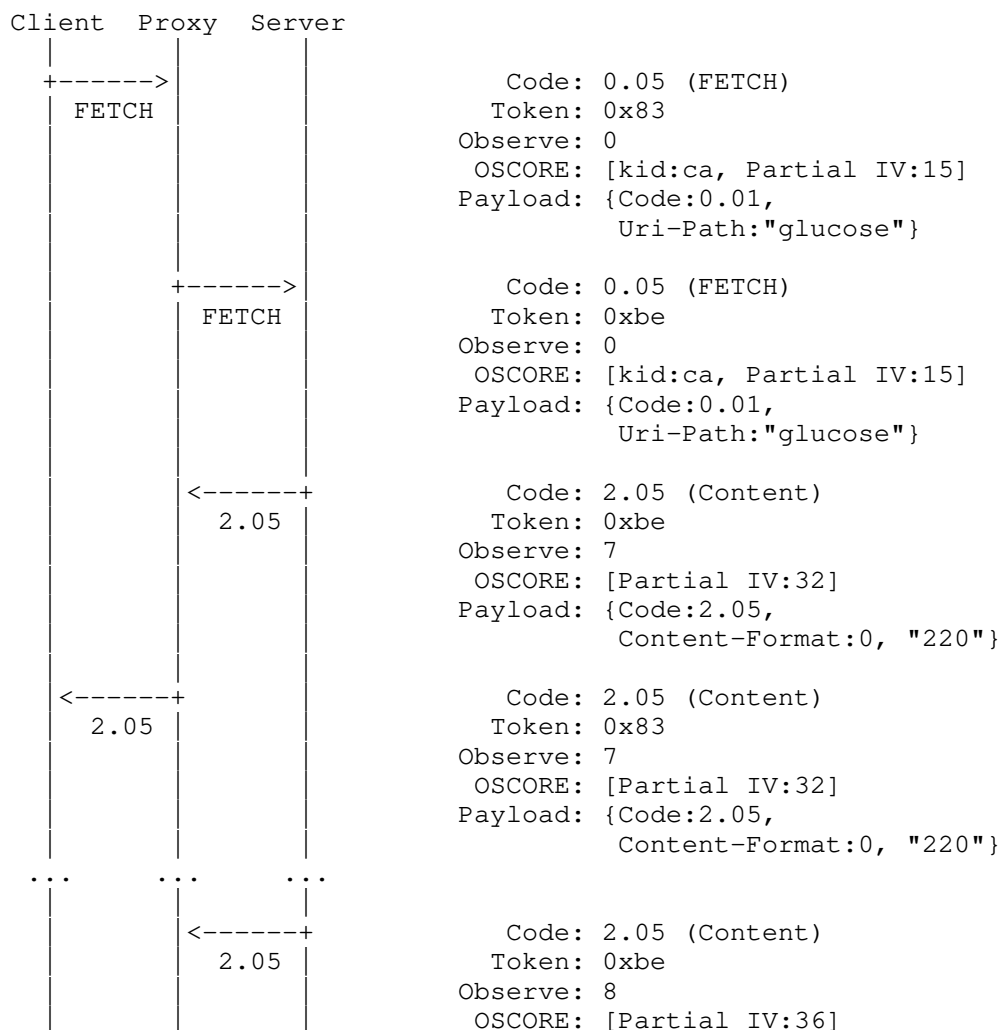 Client Proxy Server
+------> Code: 0.05 (FETCH)
FETCH Token: 0x83
Observe: 0
OSCORE: [kid:ca, Partial IV:15]
Payload: {Code:0.01,
Uri-Path:"glucose"}
+------> Code: 0.05 (FETCH)
FETCH Token: 0xbe
Observe: 0
OSCORE: [kid:ca, Partial IV:15]
Payload: {Code:0.01,
Uri-Path:"glucose"}
<------+ Code: 2.05 (Content)
2.05 Token: 0xbe
Observe: 7
OSCORE: [Partial IV:32]
Payload: {Code:2.05,
Content-Format:0, "220"}
<------+ Code: 2.05 (Content)
2.05 Token: 0x83
Observe: 7
OSCORE: [Partial IV:32]
Payload: {Code:2.05,
Content-Format:0, "220"}
... ... ...
<------+ Code: 2.05 (Content)
2.05 Token: 0xbe
Observe: 8
OSCORE: [Partial IV:36]